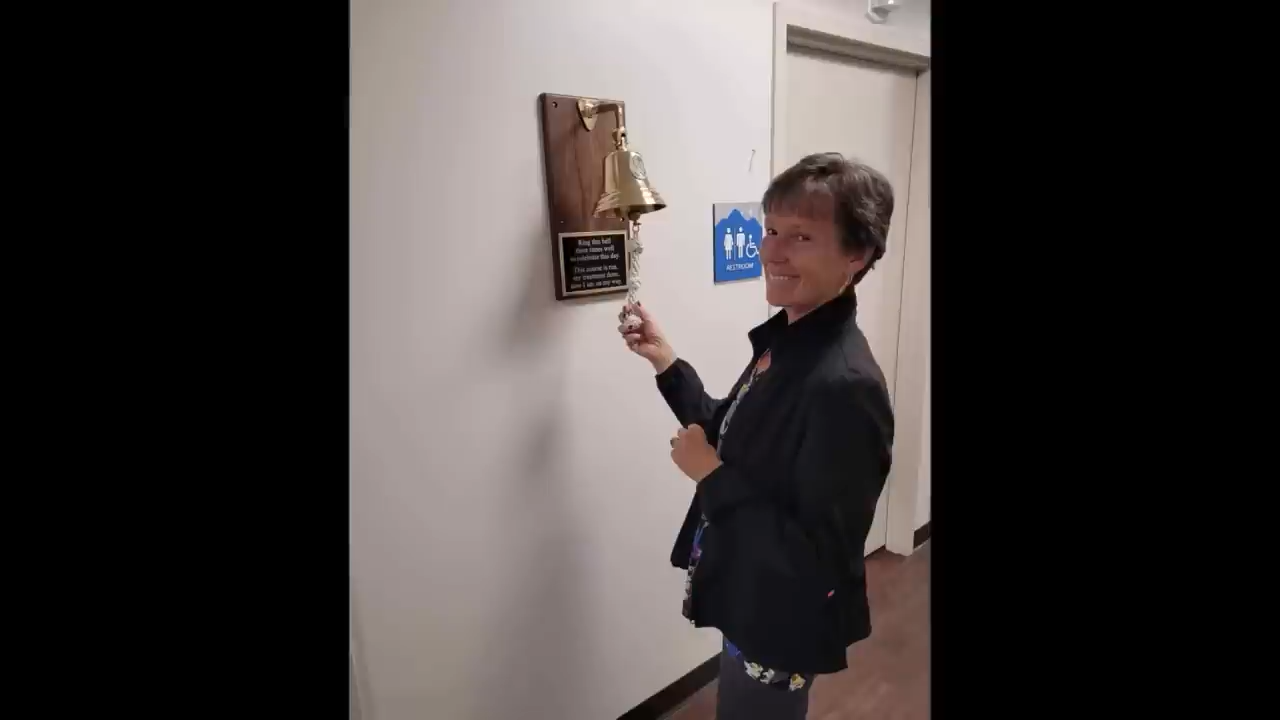 Ring this bell
three times well
to celebrate this day.
This course is run,
my treatment done,
now I am on my way.
RESTROOM